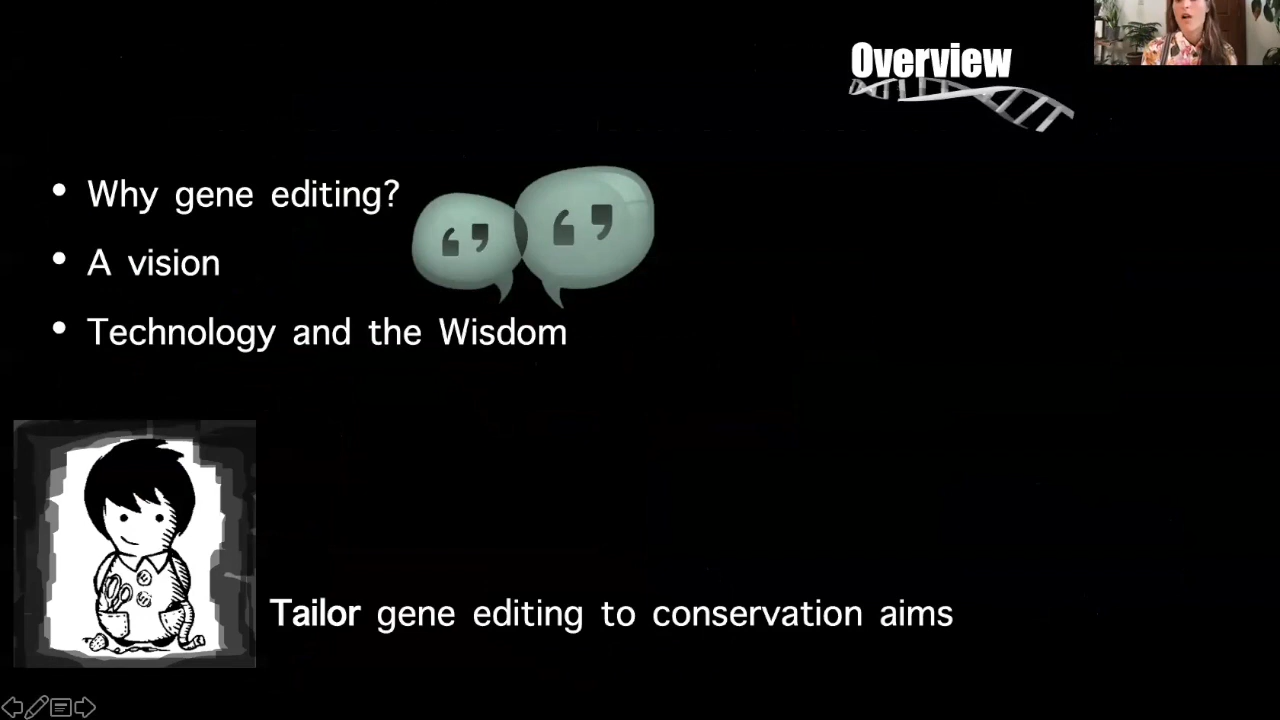 Overview
• Why gene editing?
• A vision
• Technology and the Wisdom
Tailor gene editing to conservation aims